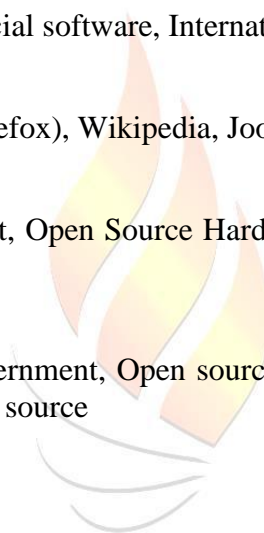 cial software, Internat
efox), Wikipedia, Joo
t, Open Source Hard
ernment, Open sourc
source